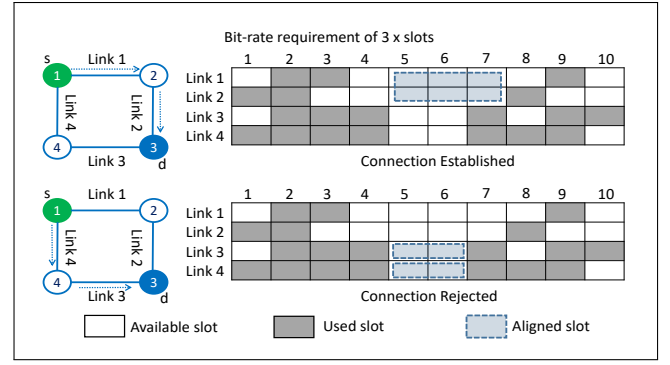 Bit-rate requirement of 3 x slots
s Link 1 1 2 3 4 5 6 7 8 9 10
1 2 Link 1
Link 4 Link 2 Link 2
Link 3
4 3 Link 4
Link 3 d Connection Established
s Link 1 1 2 3 4 5 6 7 8 9 10
1 2 Link 1
Link 4 Link 2 Link 2
Link 3
4 3 Link 4
Link 3 d Connection Rejected
Available slot Used slot Aligned slot